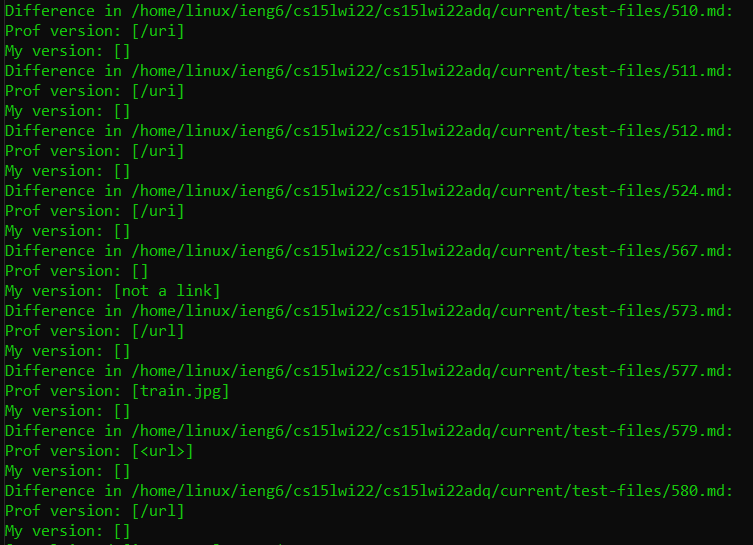 Difference in /home/linux/ieng6/cs15lwi22/cs15lwi22adq/current/test-files/510.md:
Prof version: [/uri]
My version: []
Difference in /home/linux/ieng6/cs15lwi22/cs15lwi22adq/current/test-files/511.md:
Prof version: [/uri]
My version: []
Difference in /home/linux/ieng6/cs15lwi22/cs15lwi22adq/current/test-files/512.md:
Prof version: [/uri]
My version: []
Difference in /home/linux/ieng6/cs15lwi22/cs15lwi22adq/current/test-files/524.md:
Prof version: [/uri]
My version: []
Difference in /home/linux/ieng6/cs15lwi22/cs15lwi22adq/current/test-files/567.md:
Prof version: []
My version: [not a link]
Difference in /home/linux/ieng6/cs15lwi22/cs15lwi22adq/current/test-files/573.md:
Prof version: [/url]
My version: []
Difference in /home/linux/ieng6/cs15lwi22/cs15lwi22adq/current/test-files/577.md:
Prof version: [train.jpg]
My version: []
Difference in /home/linux/ieng6/cs15lwi22/cs15lwi22adq/current/test-files/579.md:
Prof version: [<url>]
My version: []
Difference in /home/linux/ieng6/cs15lwi22/cs15lwi22adq/current/test-files/580.md:
Prof version: [/url]
My version: []